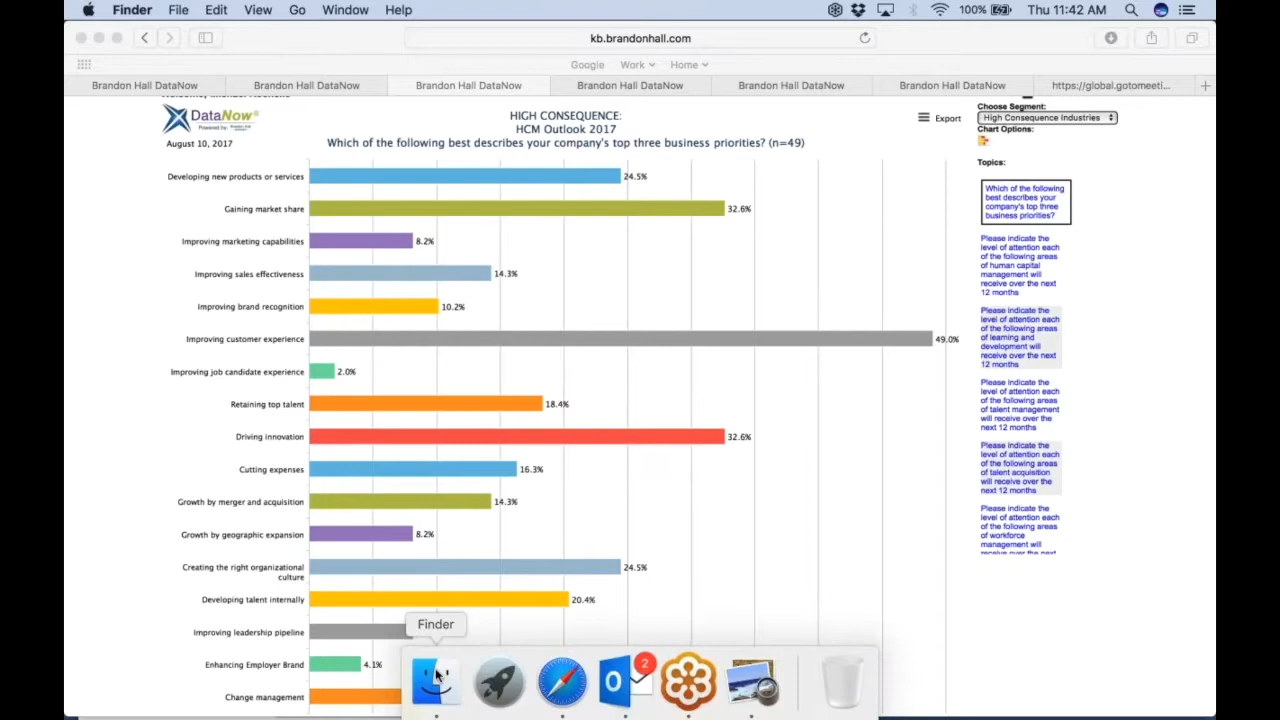 Finder File Edit View Go Window Help 100% Thu 11:42 AM
kb.brandonhall.com
Google Work Home
Brandon Hall DataNow Brandon Hall DataNow Brandon Hall DataNow Brandon Hall DataNow Brandon Hall DataNow Brandon Hall DataNow https://global.gotomeeti...
DataNow®
Powered by:
August 10, 2017
HIGH CONSEQUENCE:
HCM Outlook 2017
Which of the following best describes your company's top three business priorities? (n=49)
Export
Developing new products or services 24.5%
Gaining market share 32.6%
Improving marketing capabilities 8.2%
Improving sales effectiveness 14.3%
Improving brand recognition 10.2%
Improving customer experience 49.0%
Improving job candidate experience 2.0%
Retaining top talent 18.4%
Driving innovation 32.6%
Cutting expenses 16.3%
Growth by merger and acquisition 14.3%
Growth by geographic expansion 8.2%
Creating the right organizational
culture 24.5%
Developing talent internally 20.4%
Improving leadership pipeline
Enhancing Employer Brand 4.1%
Change management
Choose Segment:
High Consequence Industries
Chart Options:
Topics:
Which of the following
best describes your
company's top three
business priorities?
Please indicate the
level of attention each
of the following areas
of human capital
management will
receive over the next
12 months
Please indicate the
level of attention each
of the following areas
of learning and
development will
receive over the next
12 months
Please indicate the
level of attention each
of the following areas
of talent management
will receive over the
next 12 months
Please indicate the
level of attention each
of the following areas
of talent acquisition
will receive over the
next 12 months
Please indicate the
level of attention each
of the following areas
of workforce
management will
receive over the next
Finder
2